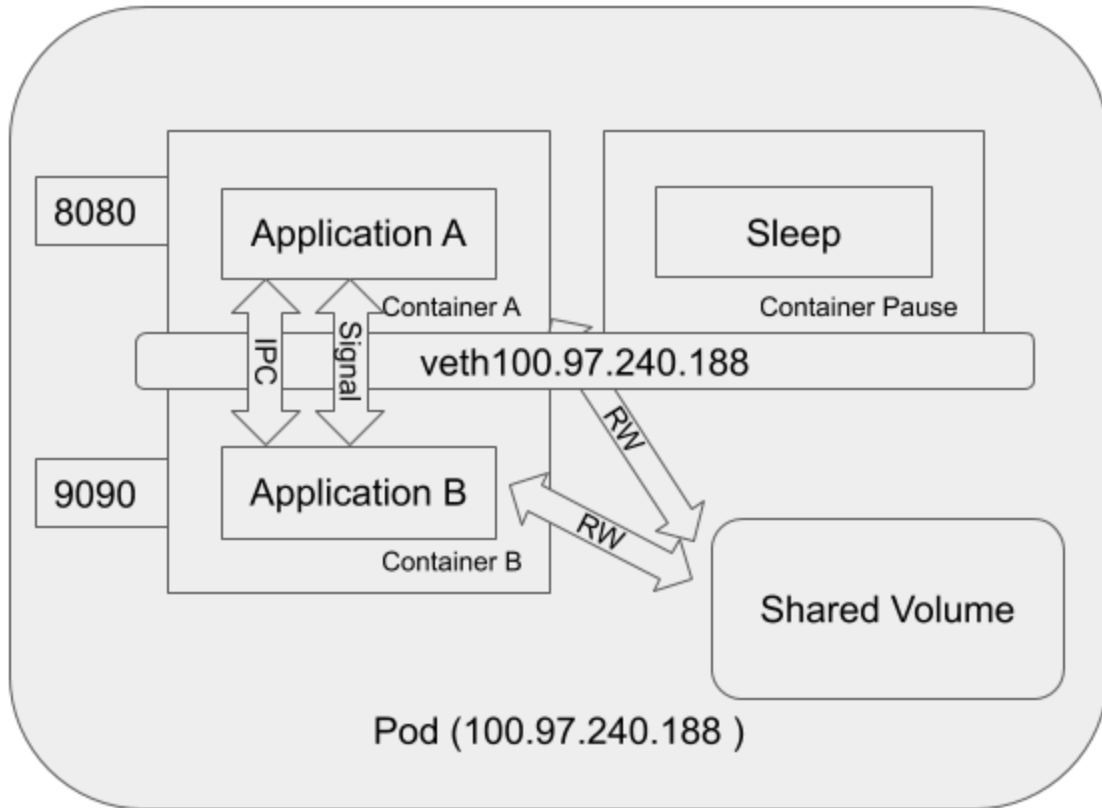 8080
Application A
Sleep
Container A
Container Pause
IPC
Signal
veth100.97.240.188
RW
9090
Application B
RW
Container B
Shared Volume
Pod (100.97.240.188 )